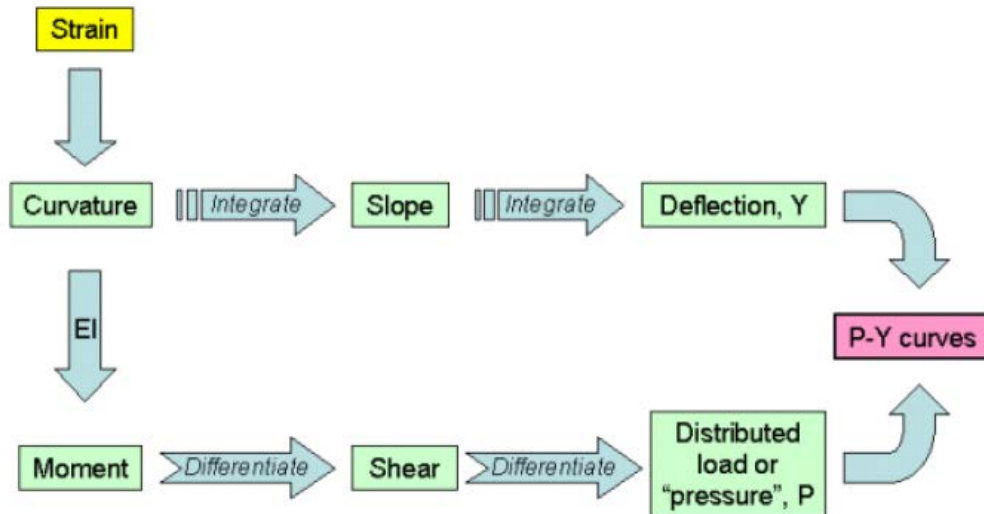 Strain
Curvature
Integrate
Slope
Integrate
Deflection, Y
EI
P-Y curves
Moment
Differentiate
Shear
Differentiate
Distributed
load or
“pressure”, P